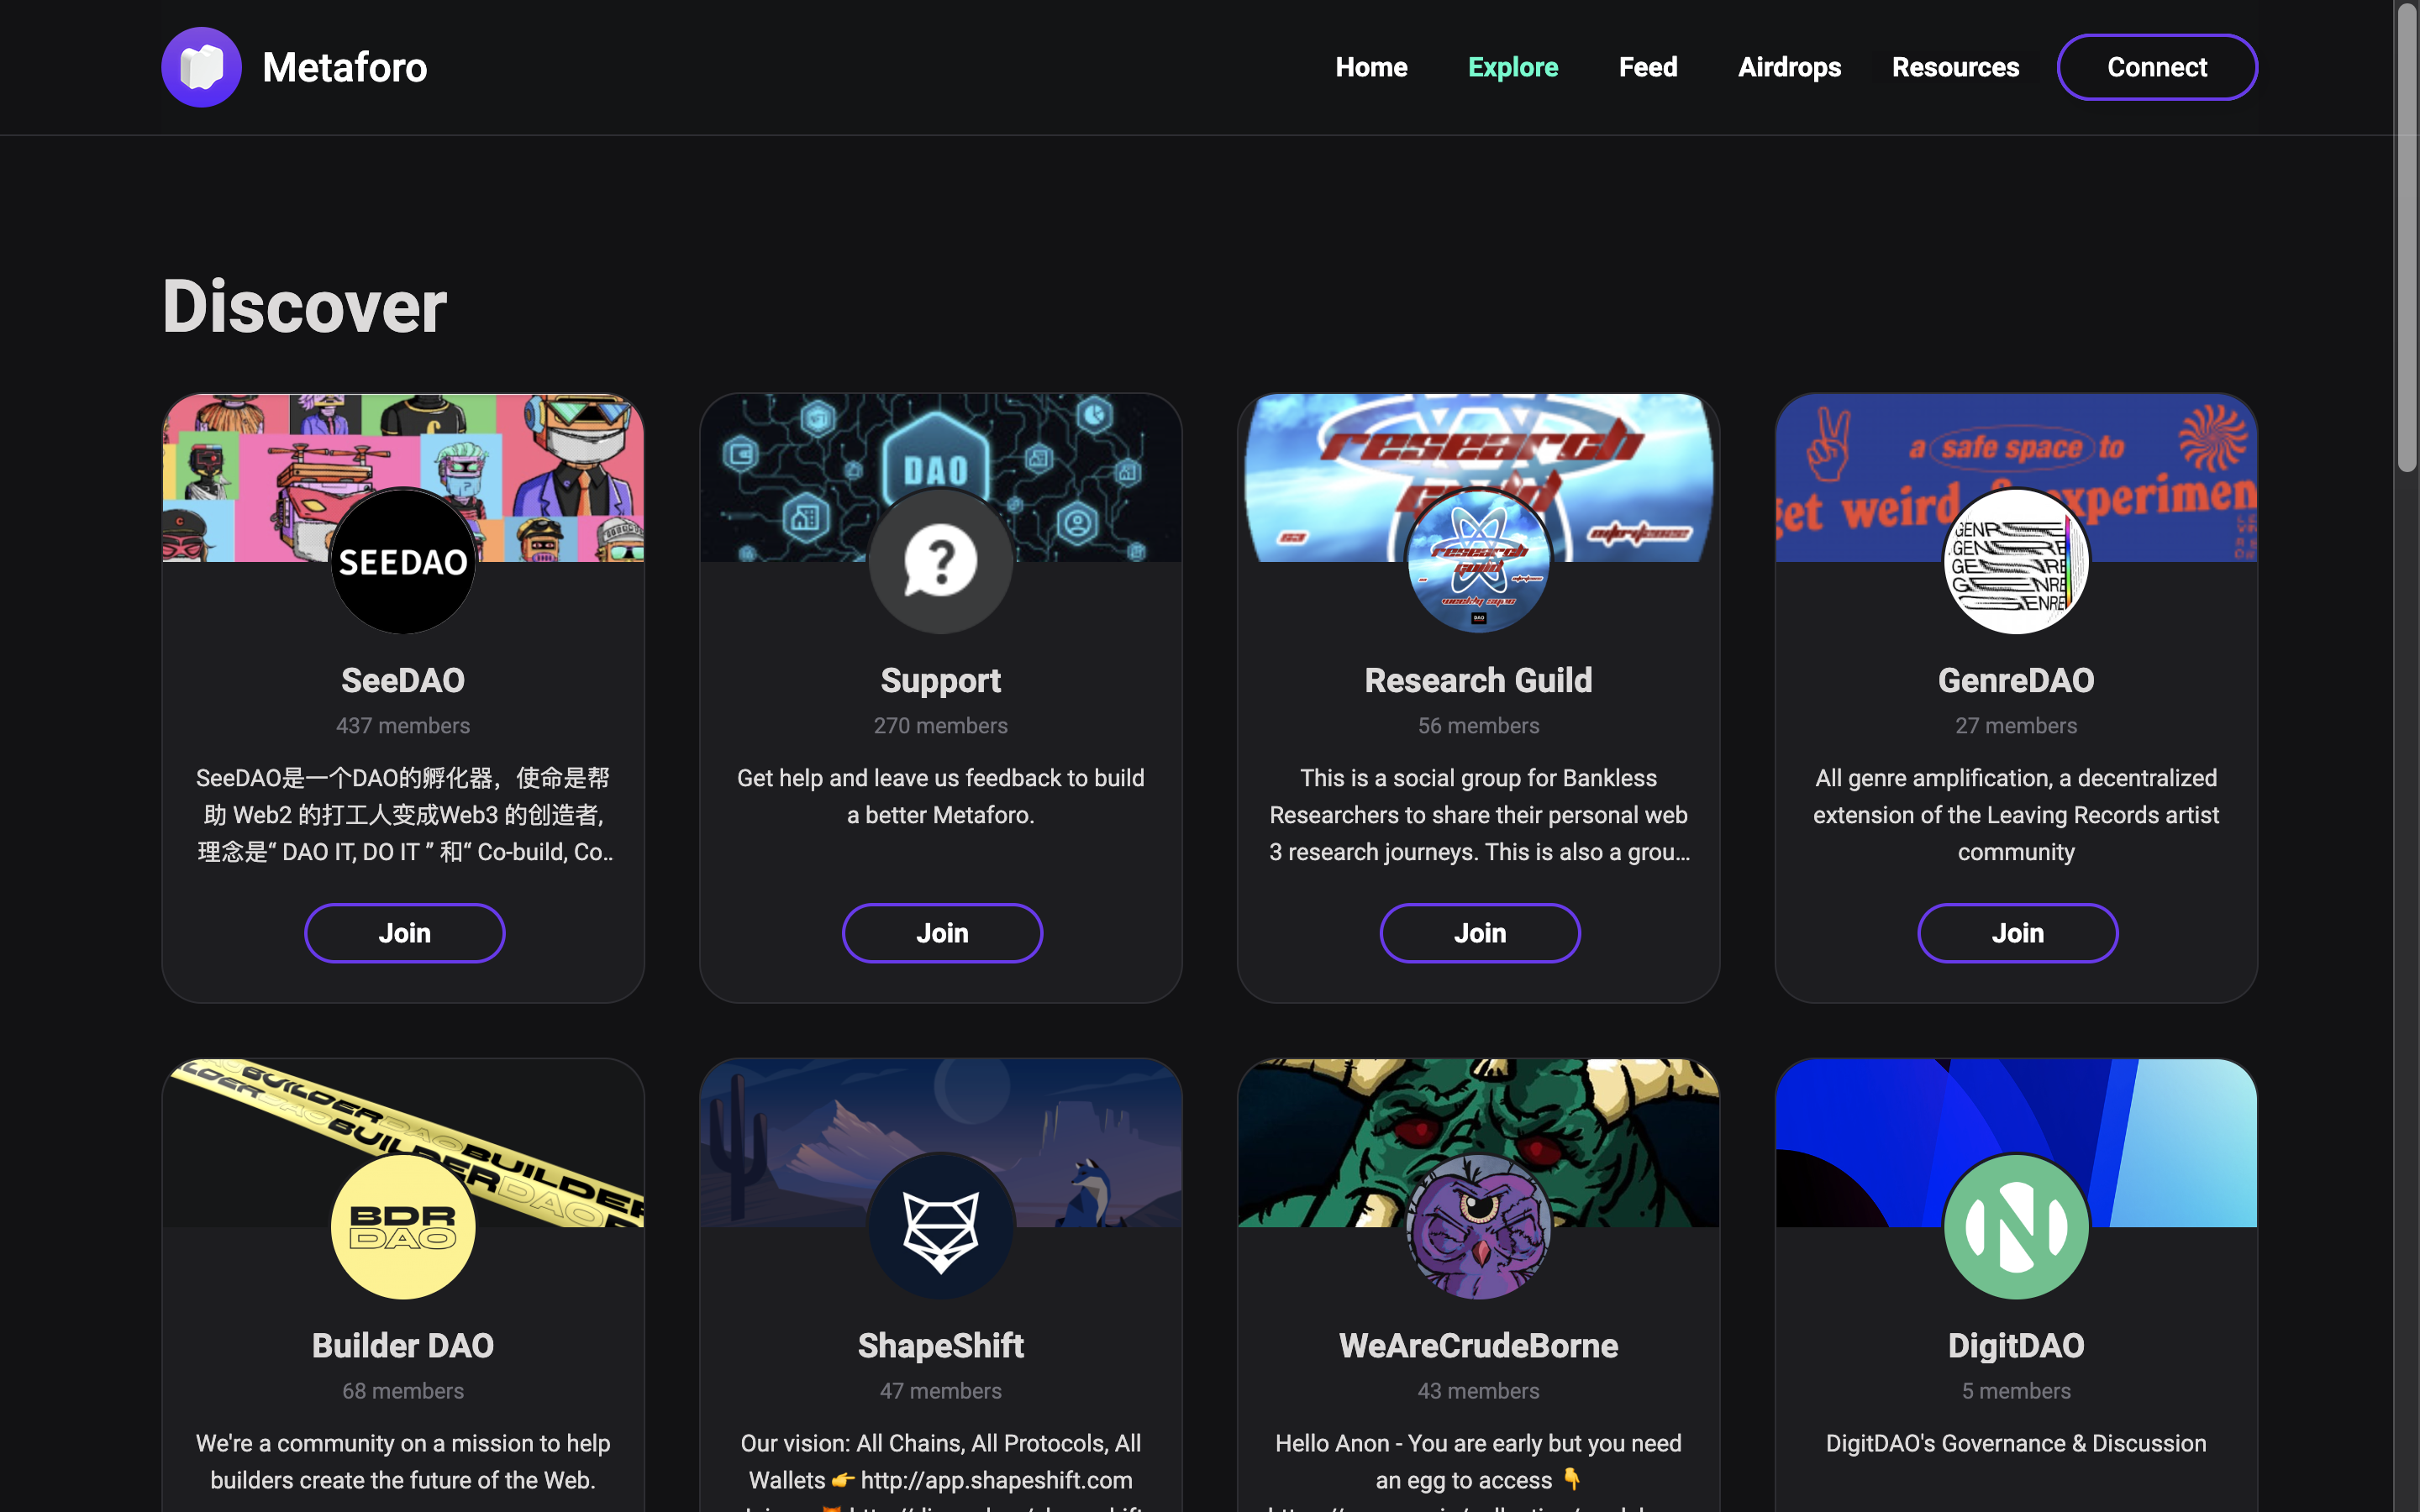 Metaforo
Home
Explore
Feed
Airdrops
Resources
Connect
Discover
SEEDAO
SeeDAO
437 members
SeeDAO是一个DAO的孵化器，使命是帮
助 Web2 的打工人变成Web3 的创造者,
理念是“ DAO IT, DO IT ” 和“ Co-build, Co..
Join
DAO
Support
270 members
Get help and leave us feedback to build
a better Metaforo.
Join
research
guild
research
guild
Research Guild
56 members
This is a social group for Bankless
Researchers to share their personal web
3 research journeys. This is also a grou...
Join
a safe space to
get weird & experimen
GENRE
GENRE
GENRE
GENRE
GENRE
GenreDAO
27 members
All genre amplification, a decentralized
extension of the Leaving Records artist
community
Join
BUILDERDAOBUILDER
BUILDERDAO
BDR
DAO
Builder DAO
68 members
We're a community on a mission to help
builders create the future of the Web.
ShapeShift
47 members
Our vision: All Chains, All Protocols, All
Wallets 👉 http://app.shapeshift.com
WeAreCrudeBorne
43 members
Hello Anon - You are early but you need
an egg to access 👇
N
DigitDAO
5 members
DigitDAO's Governance & Discussion